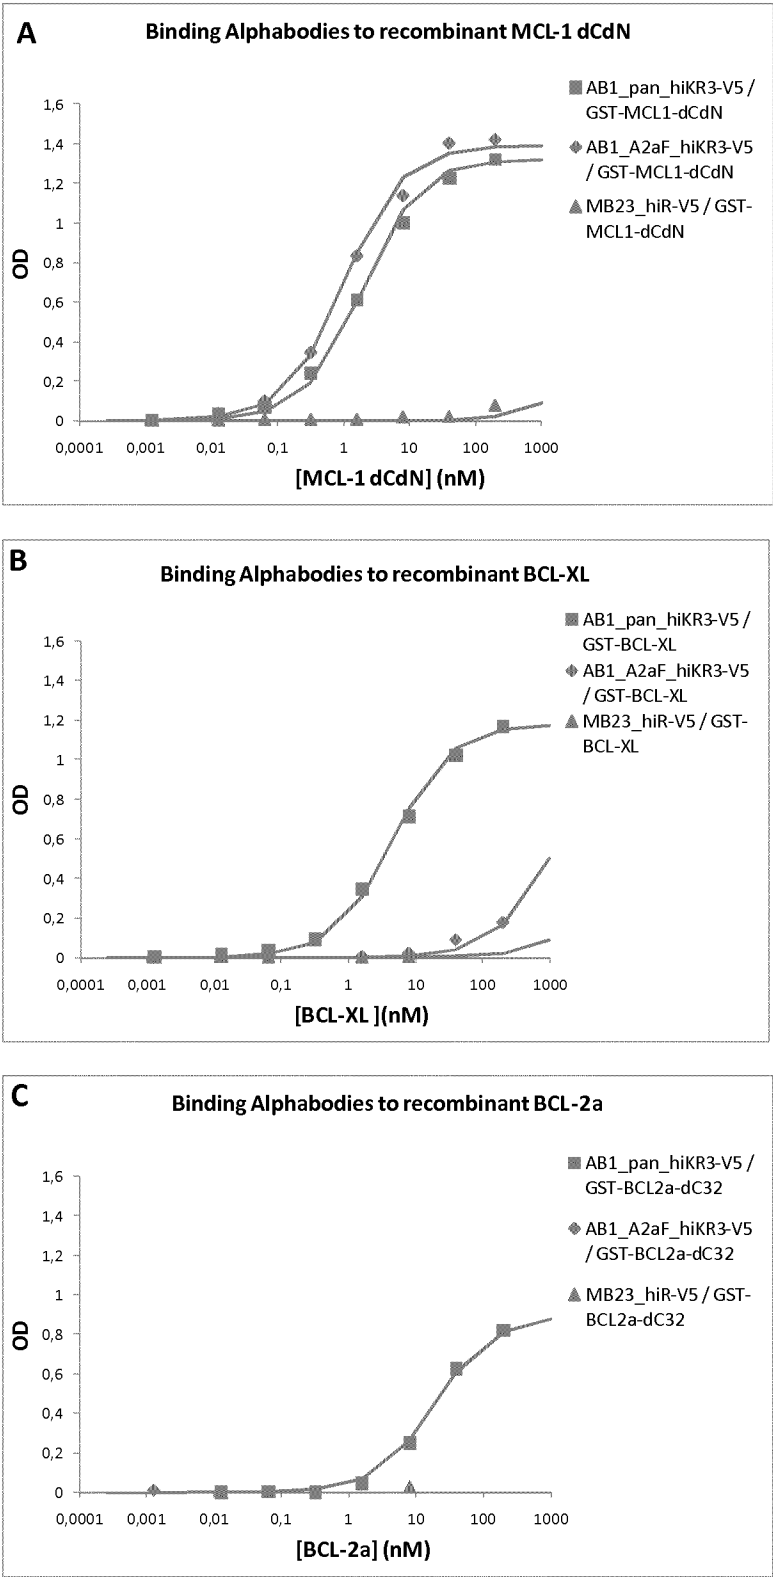 A
Binding Alphabodies to recombinant MCL-1 dCdN
AB1_pan_hiKR3-V5 /
GST-MCL1-dCdN
AB1_A2aF_hiKR3-V5
/ GST-MCL1-dCdN
MB23_hiR-V5 / GST-
MCL1-dCdN
1,6
1,4
1,2
1
0,8
0,6
0,4
0,2
0
OD
0,0001 0,001 0,01 0,1 1 10 100 1000
[MCL-1 dCdN] (nM)
B
Binding Alphabodies to recombinant BCL-XL
AB1_pan_hiKR3-V5 /
GST-BCL-XL
AB1_A2aF_hiKR3-V5
/ GST-BCL-XL
MB23_hiR-V5 / GST-
BCL-XL
1,6
1,4
1,2
1
0,8
0,6
0,4
0,2
0
OD
0,0001 0,001 0,01 0,1 1 10 100 1000
[BCL-XL ](nM)
C
Binding Alphabodies to recombinant BCL-2a
AB1_pan_hiKR3-V5 /
GST-BCL2a-dC32
AB1_A2aF_hiKR3-V5
/ GST-BCL2a-dC32
MB23_hiR-V5 / GST-
BCL2a-dC32
1,6
1,4
1,2
1
0,8
0,6
0,4
0,2
0
OD
0,0001 0,001 0,01 0,1 1 10 100 1000
[BCL-2a] (nM)